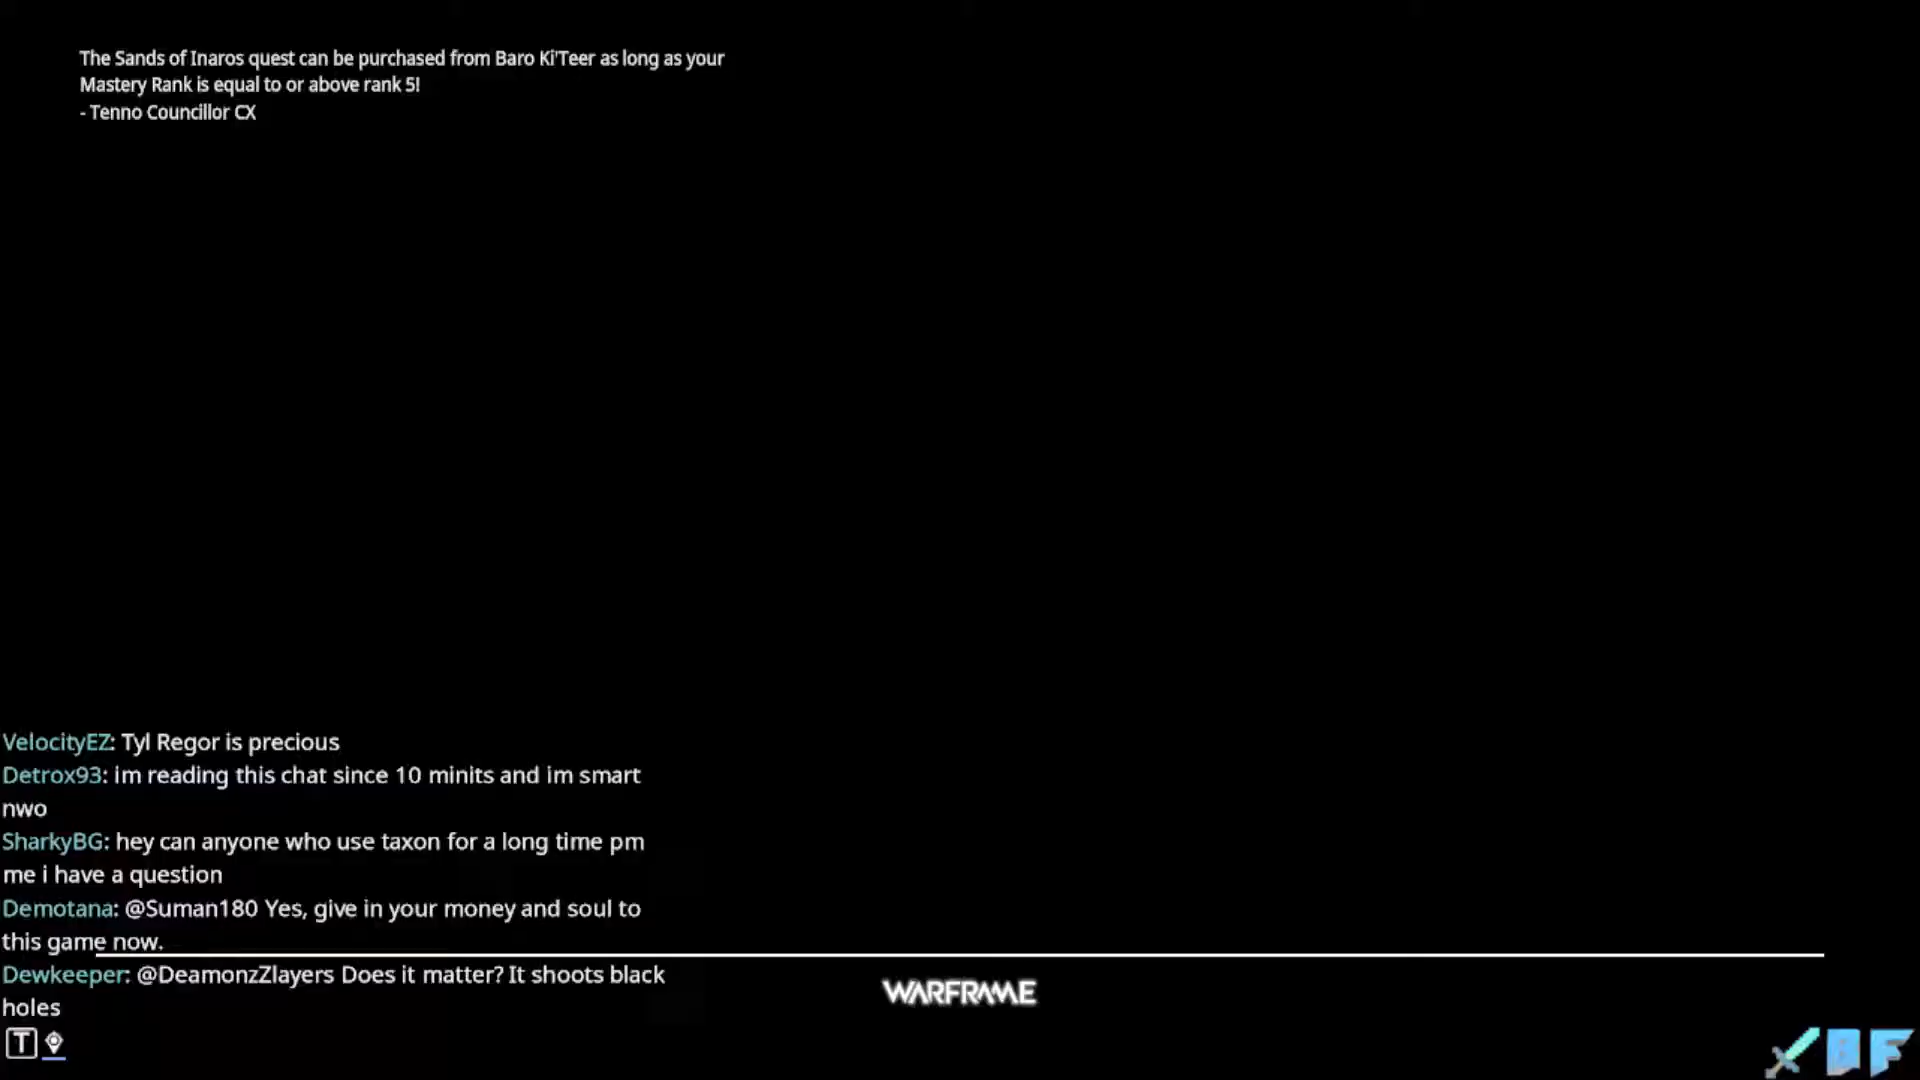 The Sands of Inaros quest can be purchased from Baro Ki'Teer as long as your
Mastery Rank is equal to or above rank 5!
- Tenno Councillor CX
VelocityEZ: Tyl Regor is precious
Detrox93: im reading this chat since 10 minits and im smart
nwo
SharkyBG: hey can anyone who use taxon for a long time pm
me i have a question
Demotana: @Suman180 Yes, give in your money and soul to
this game now.
Dewkeeper: @DeamonzZlayers Does it matter? It shoots black
holes
WARFRAME
T
BF